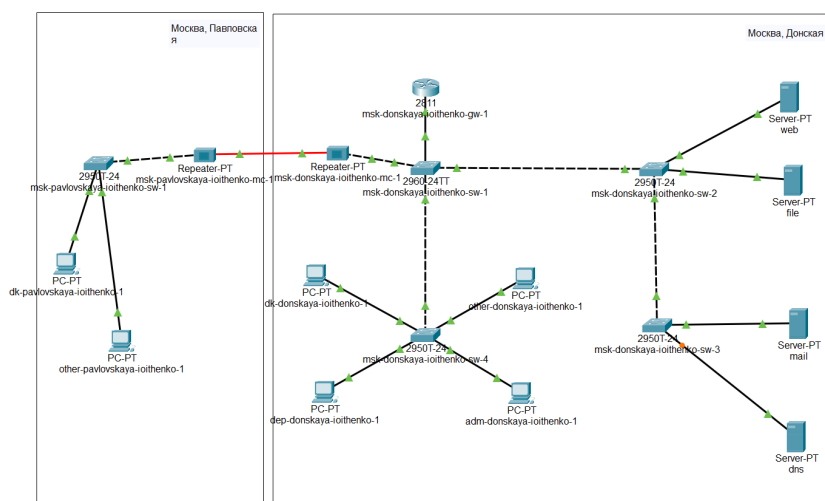 Москва, Павловска
я
Москва, Донская
2811
msk-donskaya-ioithenko-gw-1
Server-PT
web
Repeater-PT
msk-pavlovskaya-ioithenko-mc-1
Repeater-PT
msk-donskaya-ioithenko-mc-1
2950T-24
msk-pavlovskaya-ioithenko-sw-1
2960-24TT
msk-donskaya-ioithenko-sw-1
2950T-24
msk-donskaya-ioithenko-sw-2
Server-PT
file
PC-PT
dk-pavlovskaya-ioithenko-1
PC-PT
dk-donskaya-ioithenko-1
PC-PT
other-donskaya-ioithenko-1
PC-PT
other-pavlovskaya-ioithenko-1
2950T-24
msk-donskaya-ioithenko-sw-4
2950T-24
msk-donskaya-ioithenko-sw-3
Server-PT
mail
PC-PT
dep-donskaya-ioithenko-1
PC-PT
adm-donskaya-ioithenko-1
Server-PT
dns